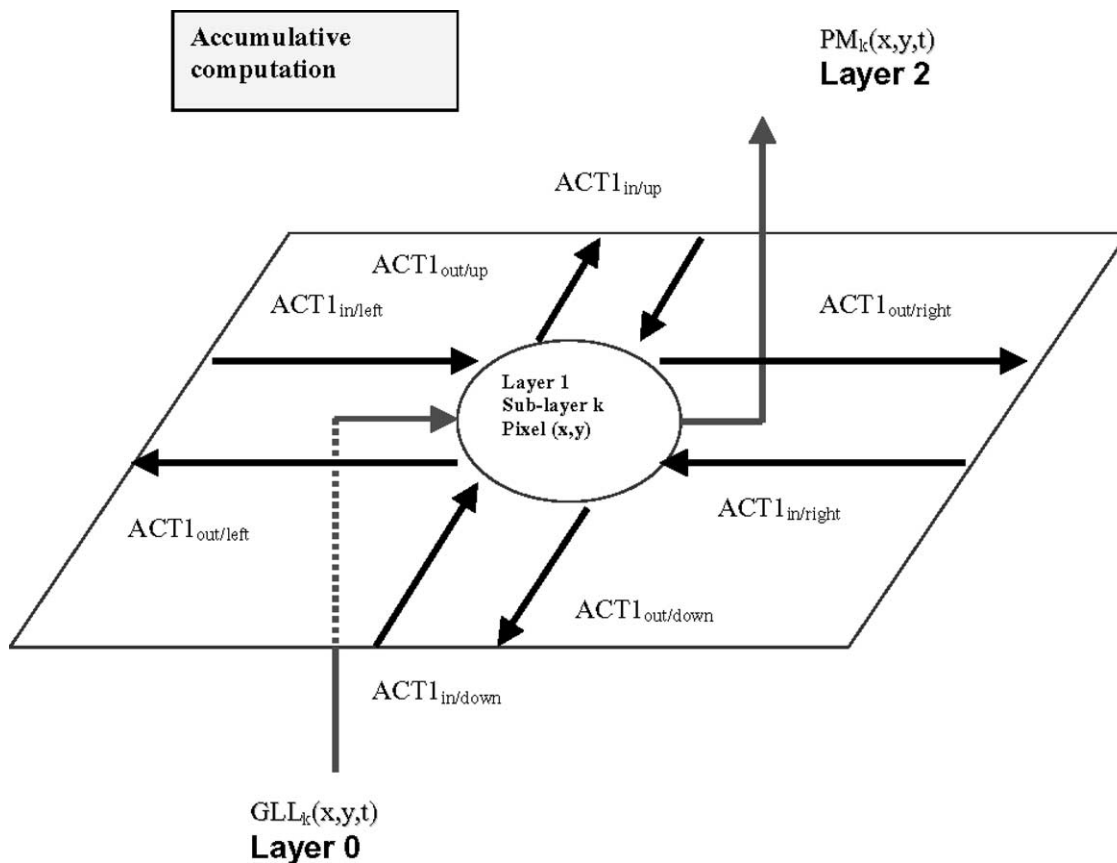 Accumulative
computation
PMk(x,y,t)
Layer 2
ACT1in/up
ACT1out/up
ACT1in/left
ACT1out/right
Layer 1
Sub-layer k
Pixel (x,y)
ACT1in/right
ACT1out/left
ACT1out/down
ACT1in/down
GLLk(x,y,t)
Layer 0